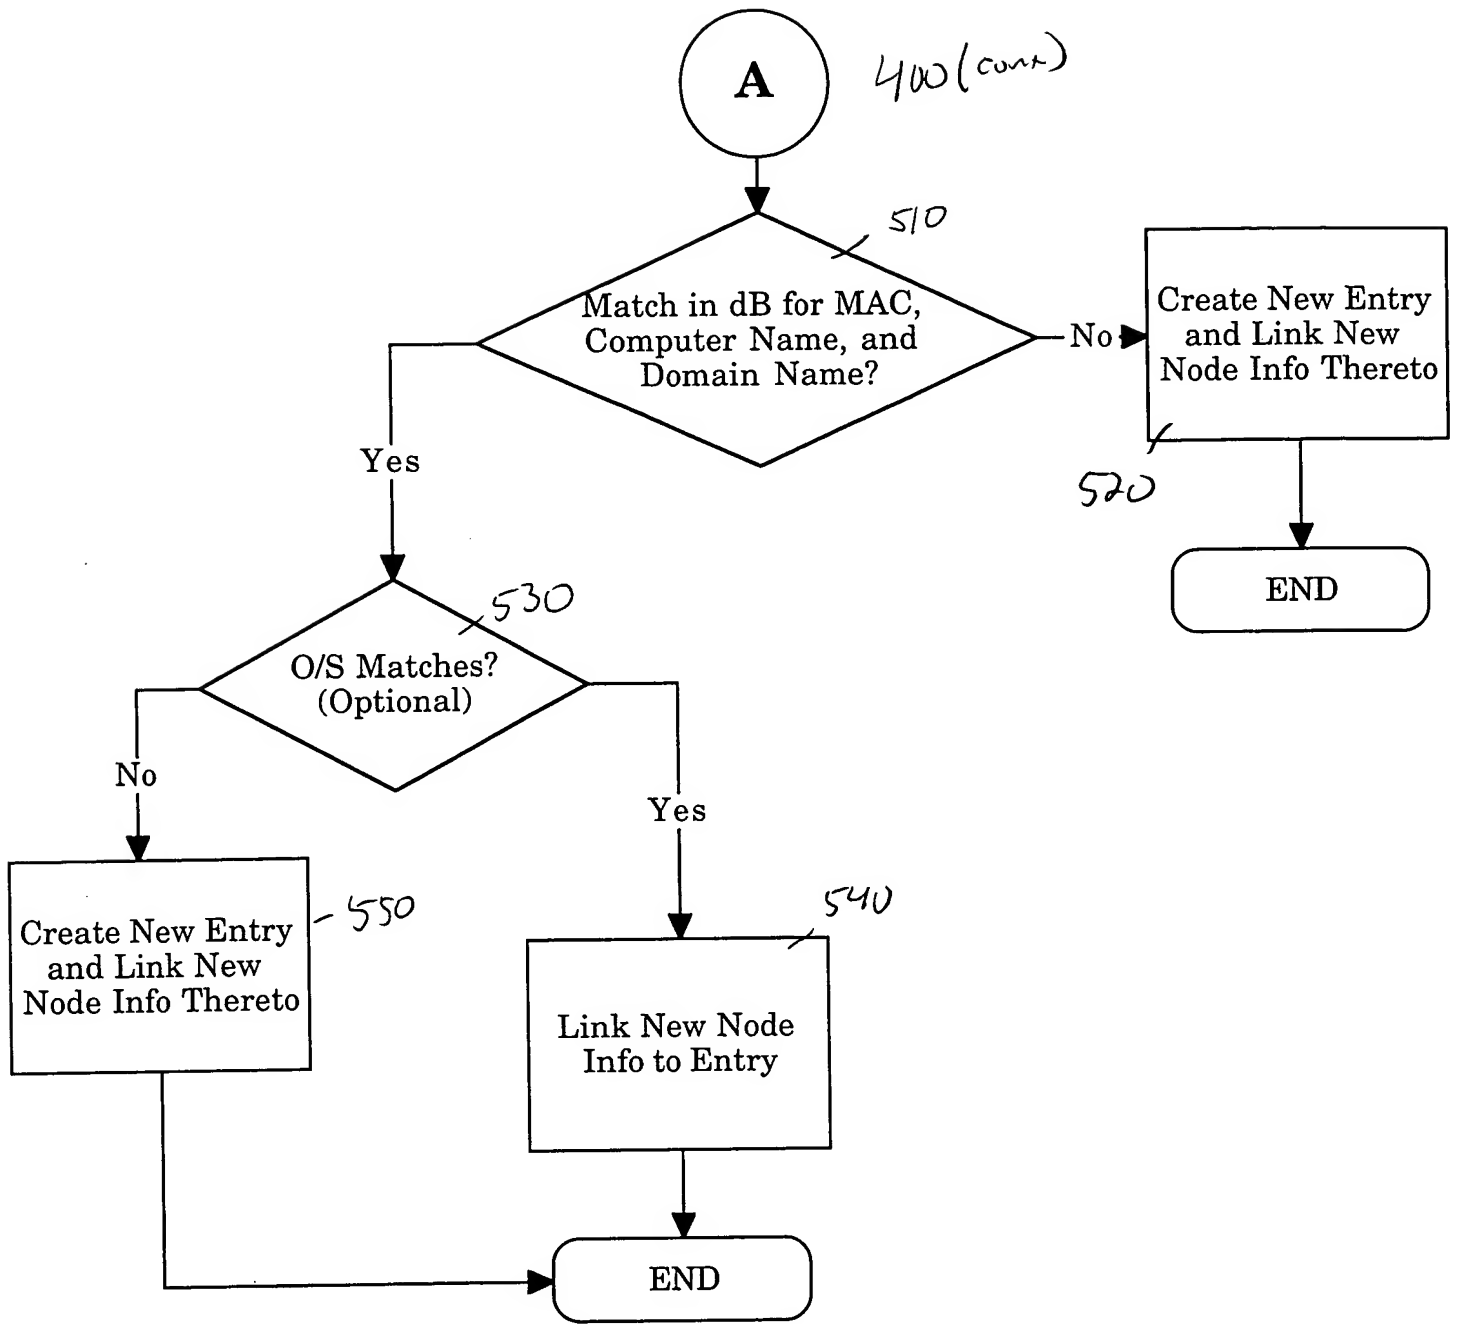 A
400 (cont)
510
Match in dB for MAC,
Computer Name, and
Domain Name?
No
Create New Entry
and Link New
Node Info Thereto
520
END
Yes
530
O/S Matches?
(Optional)
No
Yes
Create New Entry
and Link New
Node Info Thereto
550
540
Link New Node
Info to Entry
END